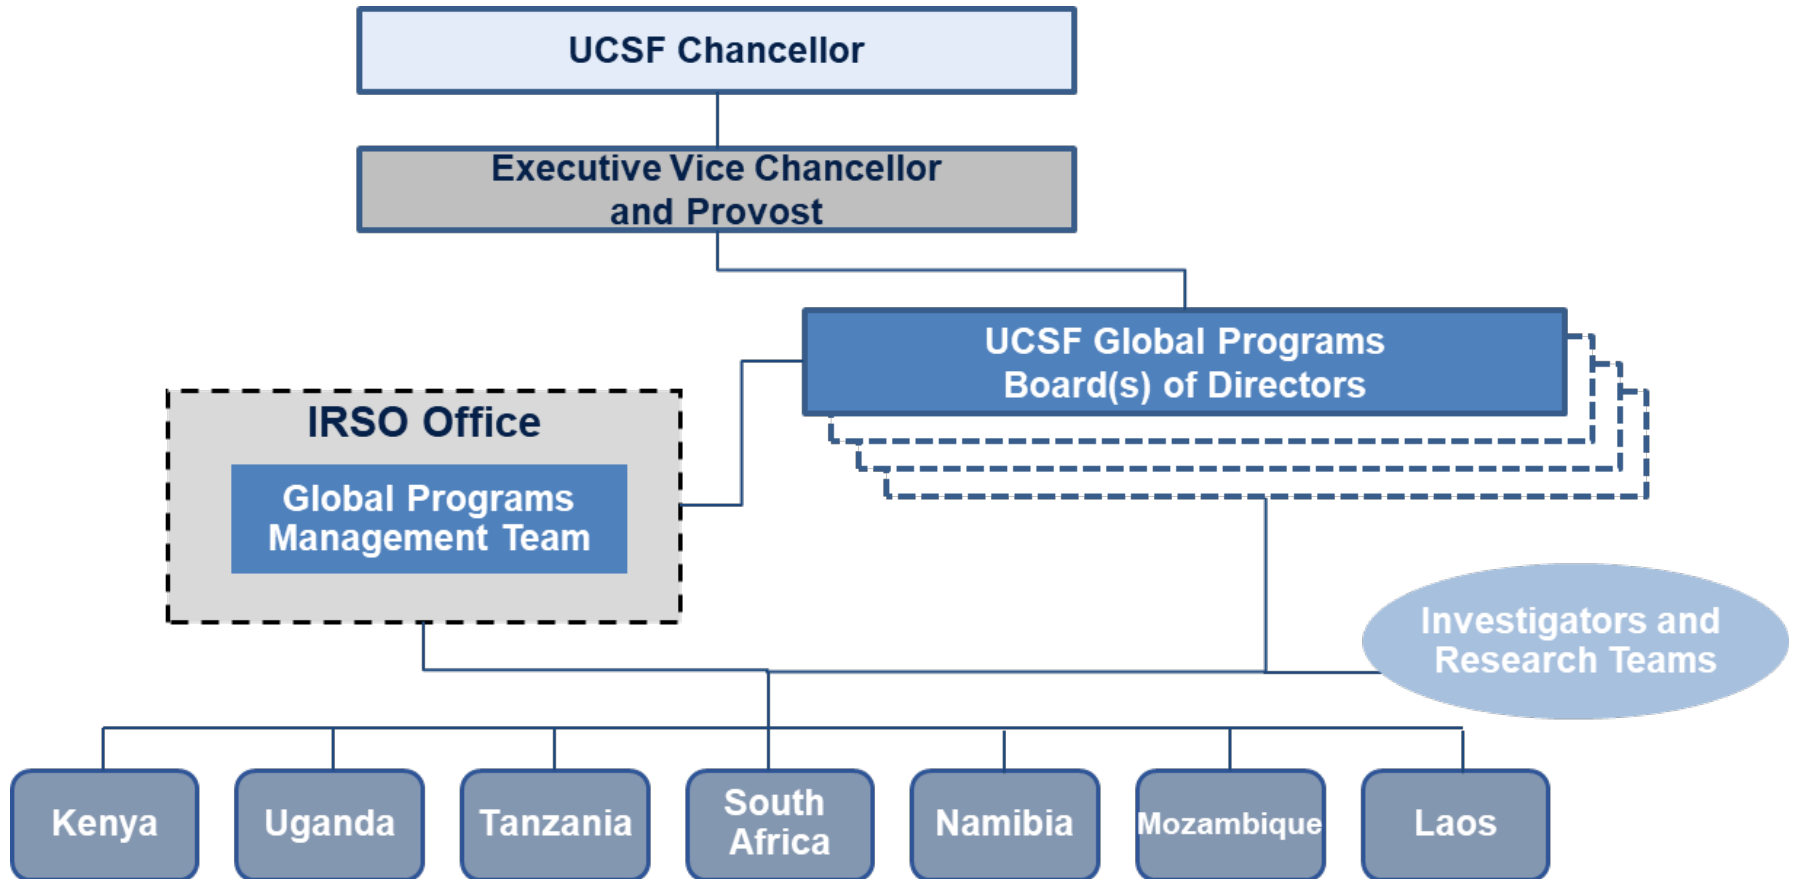 UCSF Chancellor
Executive Vice Chancellor
and Provost
UCSF Global Programs
Board(s) of Directors
IRSO Office
Global Programs
Management Team
Investigators and
Research Teams
Kenya
Uganda
Tanzania
South
Africa
Namibia
Mozambique
Laos